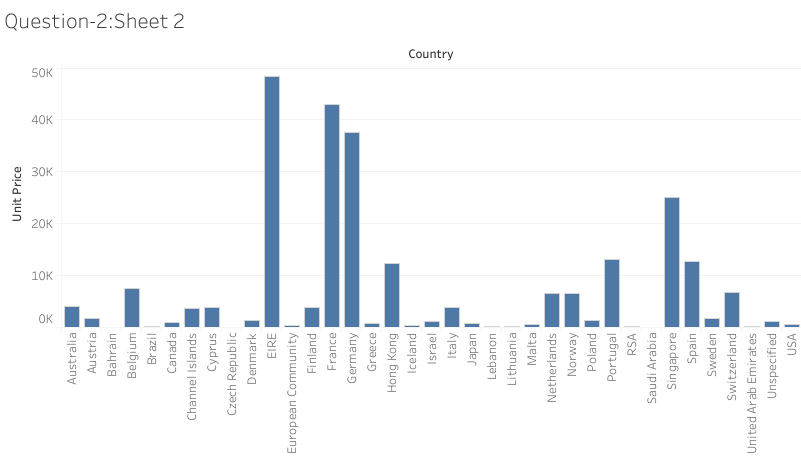 Question-2:Sheet 2
Country
Unit Price
50K
40K
30K
20K
10K
0K
Australia
Austria
Bahrain
Belgium
Brazil
Canada
Channel Islands
Cyprus
Czech Republic
Denmark
EIRE
European Community
Finland
France
Germany
Greece
Hong Kong
Iceland
Israel
Italy
Japan
Lebanon
Lithuania
Malta
Netherlands
Norway
Poland
Portugal
RSA
Saudi Arabia
Singapore
Spain
Sweden
Switzerland
United Arab Emirates
Unspecified
USA